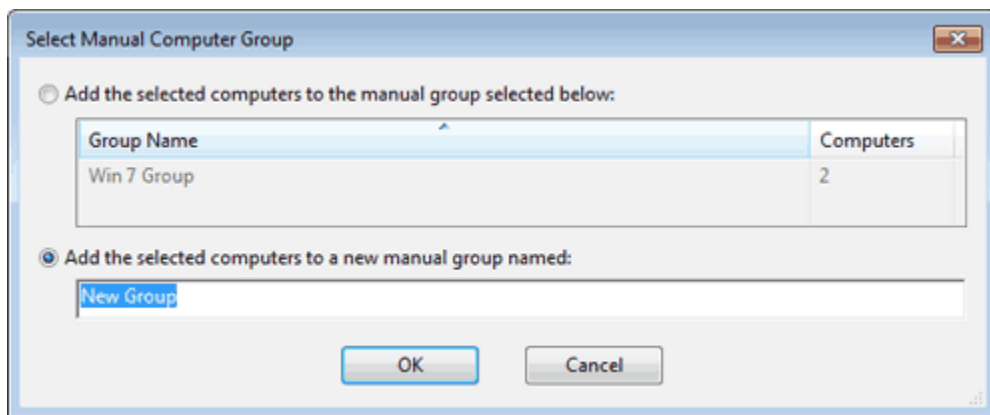 Select Manual Computer Group
Add the selected computers to the manual group selected below:
Group Name Computers
Win 7 Group 2
Add the selected computers to a new manual group named:
New Group
OK Cancel